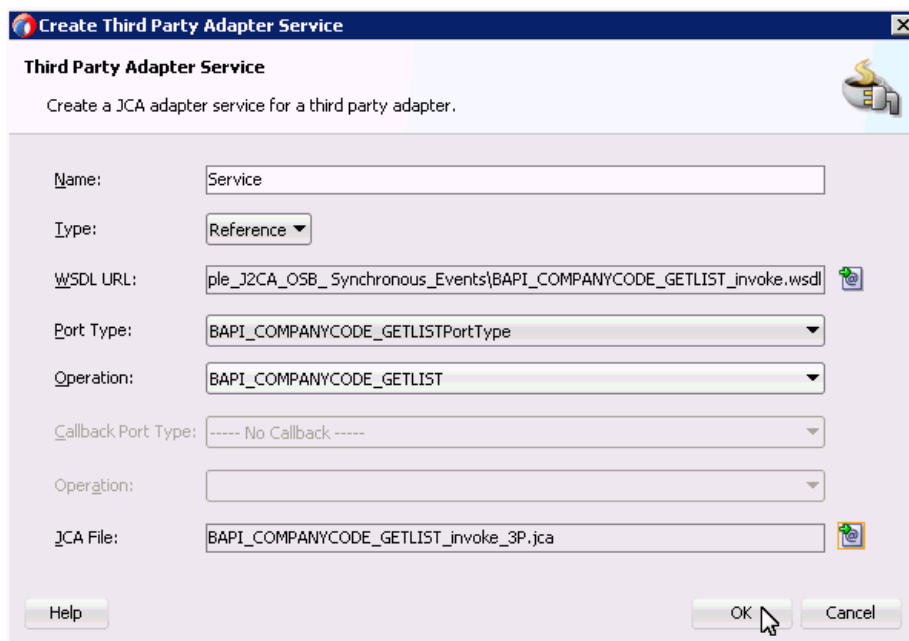 Create Third Party Adapter Service
Third Party Adapter Service
Create a JCA adapter service for a third party adapter.
Name: Service
Type: Reference
WSDL URL: ple_J2CA_OSB_ Synchronous_Events\BAPI_COMPANYCODE_GETLIST_invoke.wsdl
Port Type: BAPI_COMPANYCODE_GETLISTPortType
Operation: BAPI_COMPANYCODE_GETLIST
Callback Port Type: ----- No Callback -----
Operation:
JCA File: BAPI_COMPANYCODE_GETLIST_invoke_3P.jca
Help OK Cancel